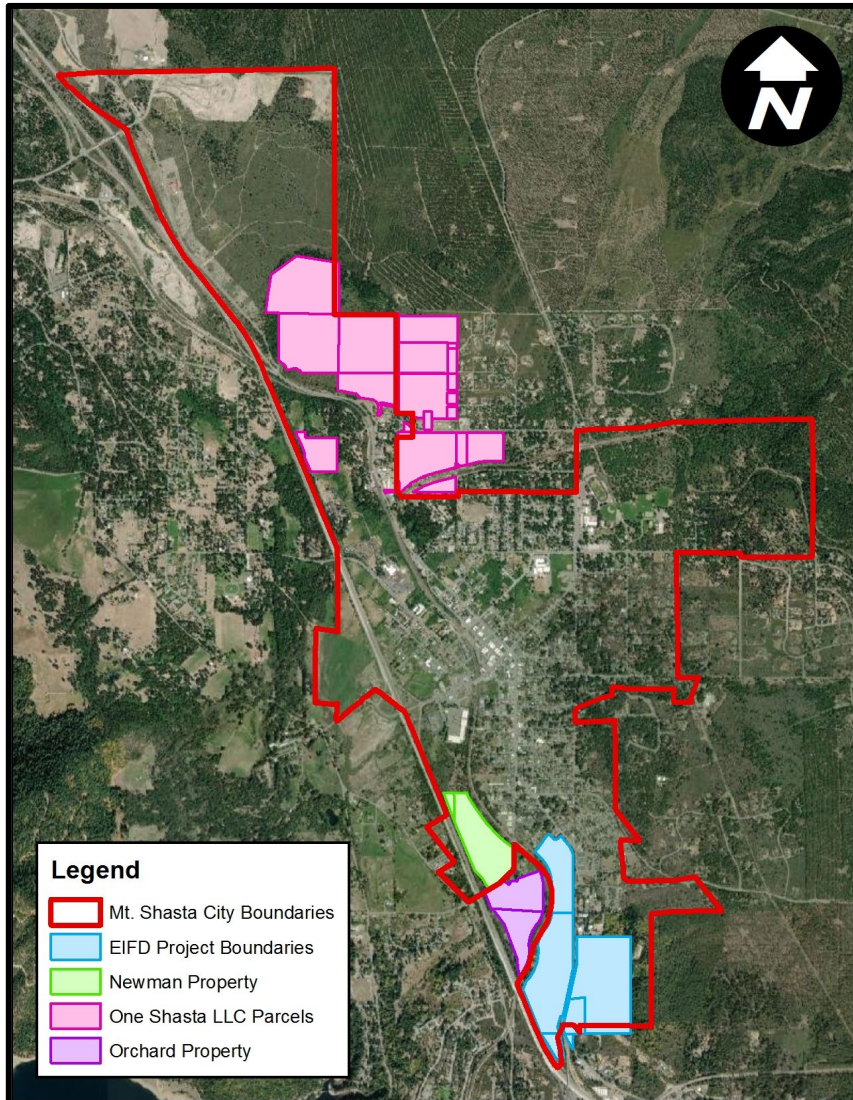 N
Legend
Mt. Shasta City Boundaries
EIFD Project Boundaries
Newman Property
One Shasta LLC Parcels
Orchard Property